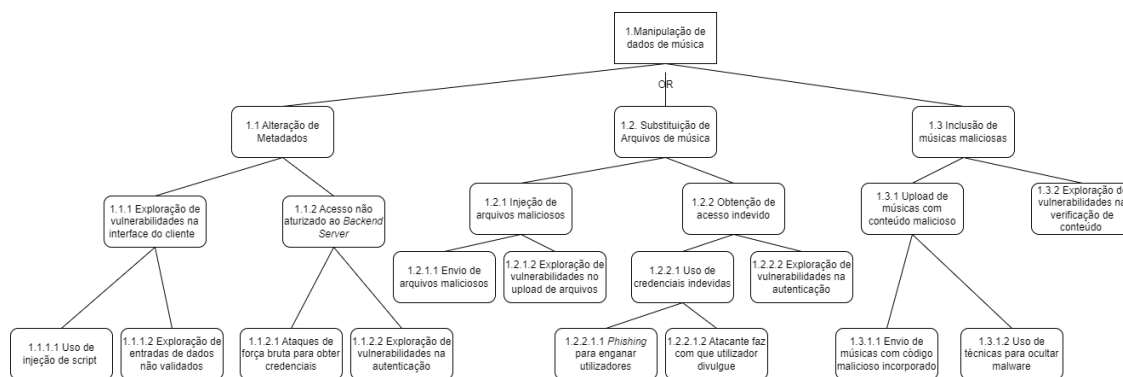 1.Manipulação de
dados de música
OR
1.1 Alteração de
Metadados
1.2. Substituição de
Arquivos de música
1.3 Inclusão de
músicas maliciosas
1.1.1 Exploração de
vulnerabilidades na
interface do cliente
1.1.2 Acesso não
aturizado ao Backend
Server
1.2.1 Injeção de
arquivos maliciosos
1.2.2 Obtenção de
acesso indevido
1.3.1 Upload de
músicas com
conteúdo malicioso
1.3.2 Exploração de
vulnerabilidades na
verificação de
conteúdo
1.2.1.1 Envio de
arquivos maliciosos
1.2.1.2 Exploração de
vulnerabilidades no
upload de arquivos
1.2.2.1 Uso de
credenciais indevidas
1.2.2.2 Exploração de
vulnerabilidades na
autenticação
1.1.1.1 Uso de
injeção de script
1.1.1.2 Exploração de
entradas de dados
não validados
1.1.2.1 Ataques de
força bruta para obter
credenciais
1.1.2.2 Exploração de
vulnerabilidades na
autenticação
1.2.2.1.1 Phishing
para enganar
utilizadores
1.2.2.1.2 Atacante faz
com que utilizador
divulgue
1.3.1.1 Envio de
músicas com código
malicioso incorporado
1.3.1.2 Uso de
técnicas para ocultar
malware